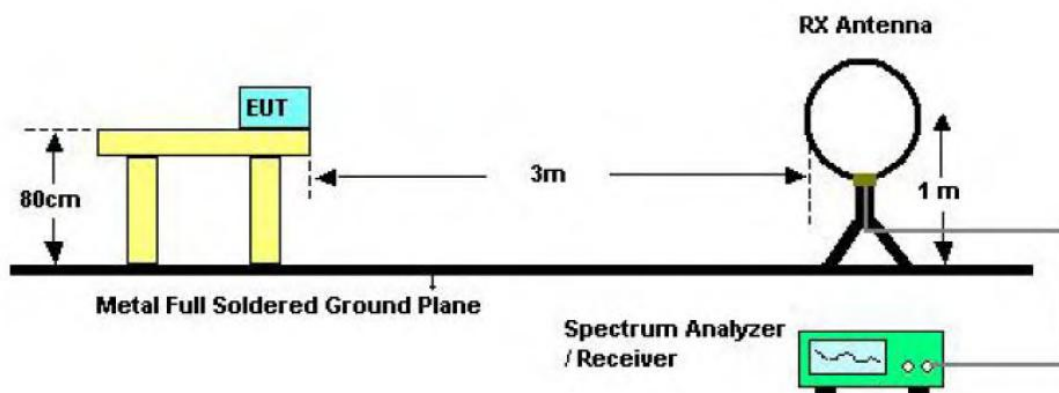 RX Antenna
EUT
80cm
3m
1 m
Metal Full Soldered Ground Plane
Spectrum Analyzer
/ Receiver